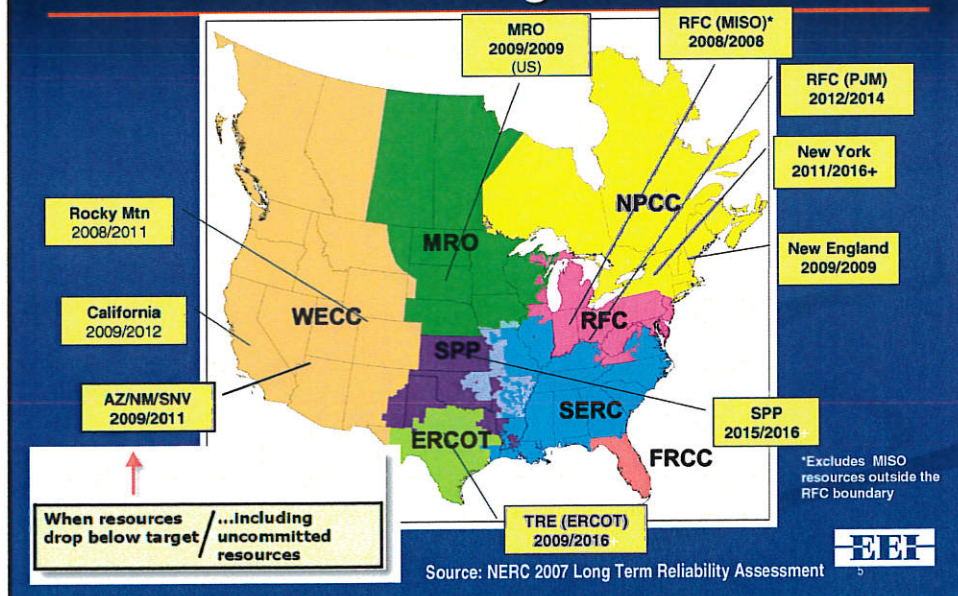 MRO
2009/2009
(US)
RFC (MISO)*
2008/2008
RFC (PJM)
2012/2014
New York
2011/2016+
New England
2009/2009
Rocky Mtn
2008/2011
California
2009/2012
AZ/NM/SNV
2009/2011
NPCC
MRO
WECC
RFC
SPP
SERC
ERCOT
FRCC
SPP
2015/2016+
TRE (ERCOT)
2009/2016+
*Excludes MISO
resources outside the
RFC boundary
When resources
drop below target
/
...including
uncommitted
resources
Source: NERC 2007 Long Term Reliability Assessment
EEI
5